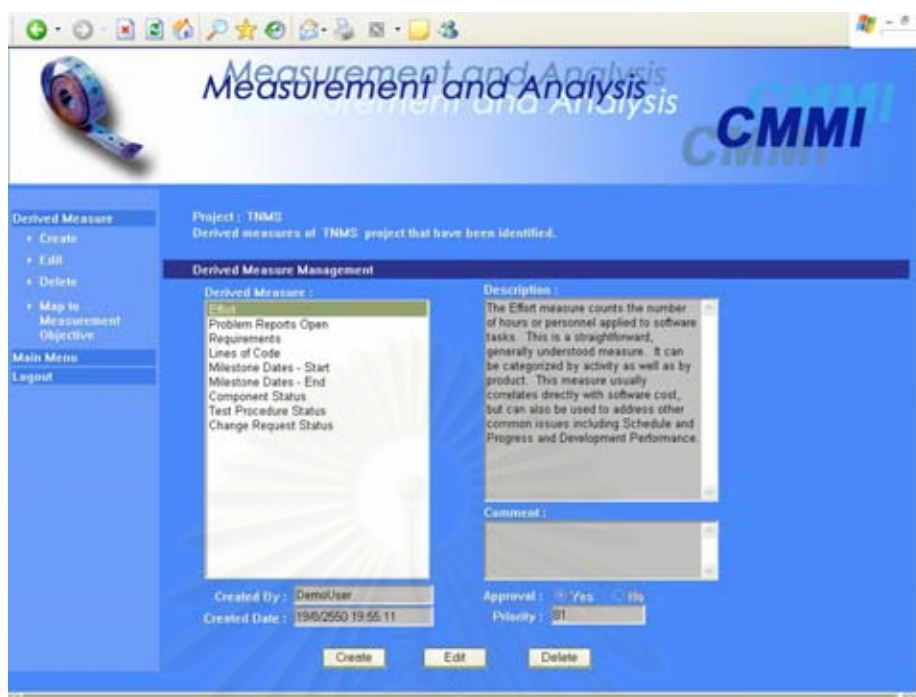 Measurement and Analysis
CMMI
Derived Measure
Create
Edit
Delete
Map to
Measurement
Objective
Main Menu
Logout
Project : TNMS
Derived measures of TNMS project that have been identified.
Derived Measure Management
Derived Measure :
Effort
Problem Reports Open
Requirements
Lines of Code
Milestone Dates - Start
Milestone Dates - End
Component Status
Test Procedure Status
Change Request Status
Description :
The Effort measure counts the number
of hours or personnel applied to software
tasks. This is a straightforward,
generally understood measure. It can
be categorized by activity as well as by
product. This measure usually
correlates directly with software cost,
but can also be used to address other
common issues including Schedule and
Progress and Development Performance.
Comment :
Created By : DemoUser
Created Date : 19/8/2550 19:55:11
Approval : Yes No
Priority : 81
Create Edit Delete